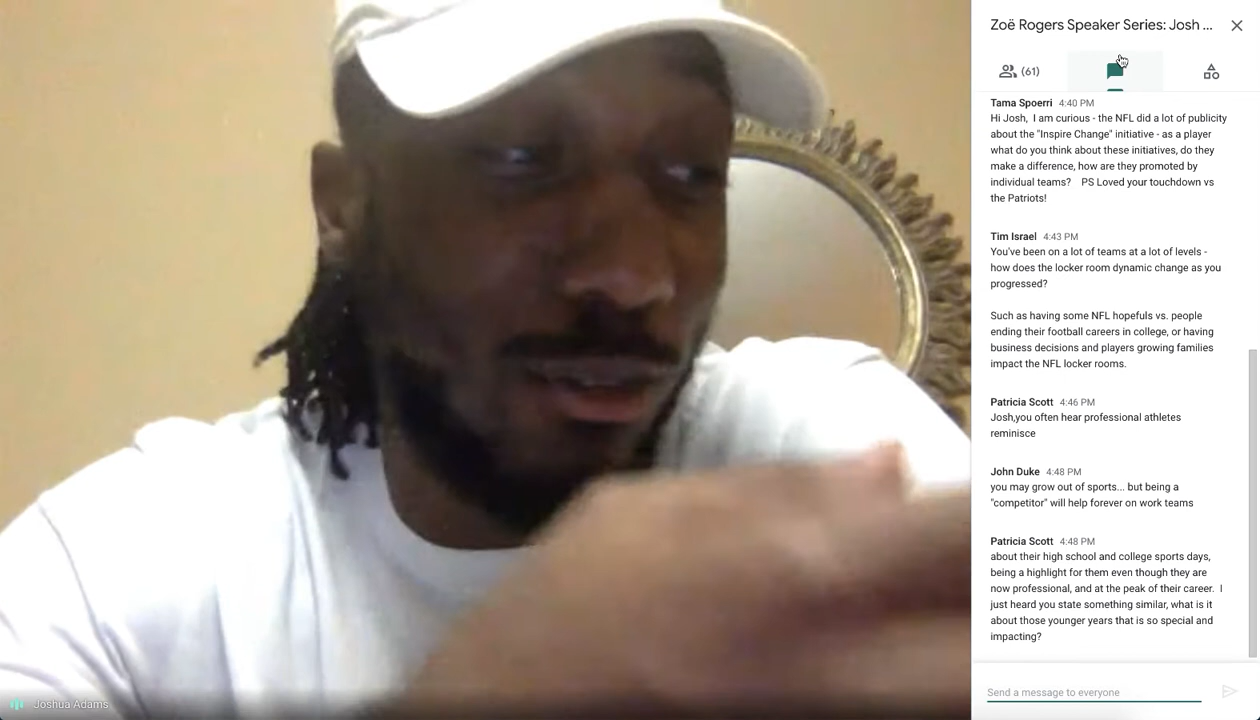 Zoë Rogers Speaker Series: Josh ...
(61)
Tama Spoerri 4:40 PM
Hi Josh, I am curious - the NFL did a lot of publicity
about the "Inspire Change" initiative - as a player
what do you think about these initiatives, do they
make a difference, how are they promoted by
individual teams? PS Loved your touchdown vs
the Patriots!
Tim Israel 4:43 PM
You've been on a lot of teams at a lot of levels -
how does the locker room dynamic change as you
progressed?
Such as having some NFL hopefuls vs. people
ending their football careers in college, or having
business decisions and players growing families
impact the NFL locker rooms.
Patricia Scott 4:46 PM
Josh,you often hear professional athletes
reminisce
John Duke 4:48 PM
you may grow out of sports... but being a
"competitor" will help forever on work teams
Patricia Scott 4:48 PM
about their high school and college sports days,
being a highlight for them even though they are
now professional, and at the peak of their career. I
just heard you state something similar, what is it
about those younger years that is so special and
impacting?
Send a message to everyone
Joshua Adams